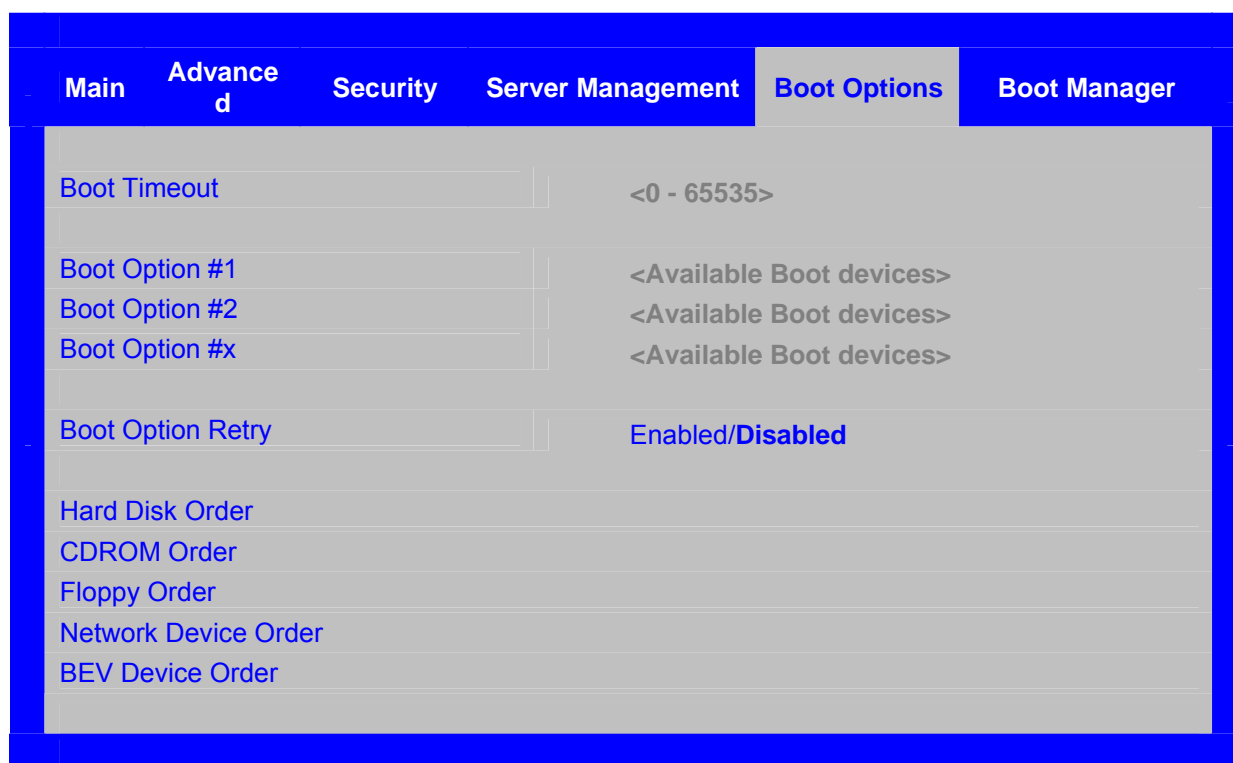 Main Advance
d Security Server Management Boot Options Boot Manager
Boot Timeout <0 - 65535>
Boot Option #1 <Available Boot devices>
Boot Option #2 <Available Boot devices>
Boot Option #x <Available Boot devices>
Boot Option Retry Enabled/Disabled
Hard Disk Order
CDROM Order
Floppy Order
Network Device Order
BEV Device Order